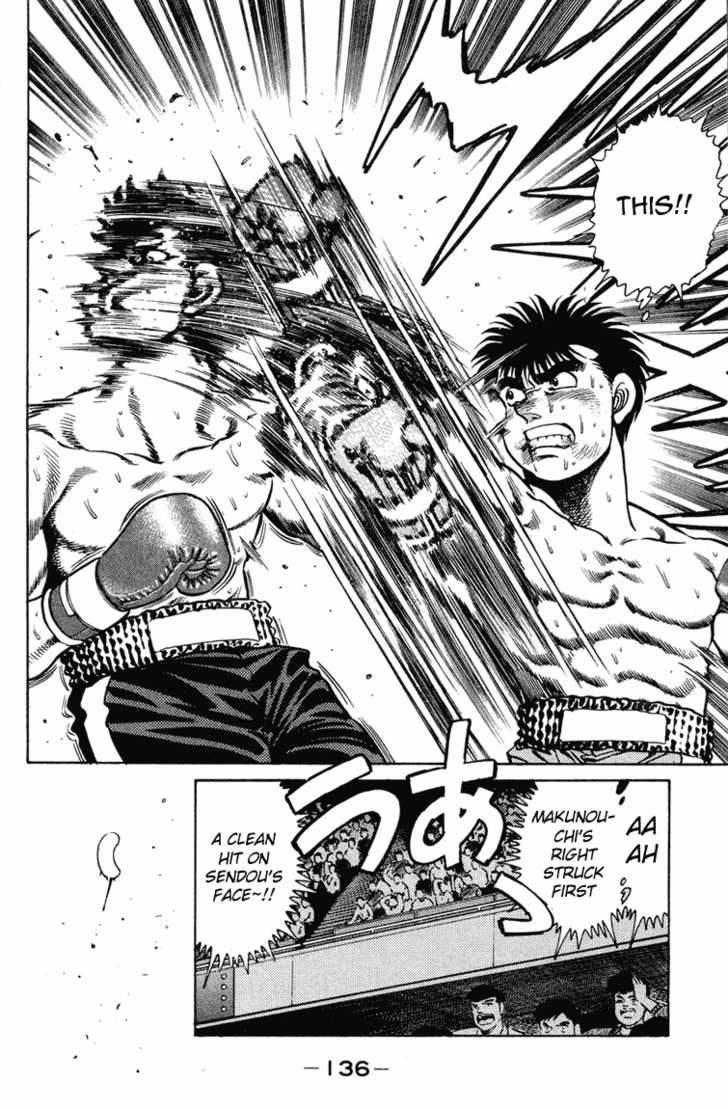 THIS!!
AA
AH
MAKUNOU-
CHI'S
RIGHT
STRUCK
FIRST
うあっ
A CLEAN
HIT ON
SENDOU'S
FACE~!!
–136–